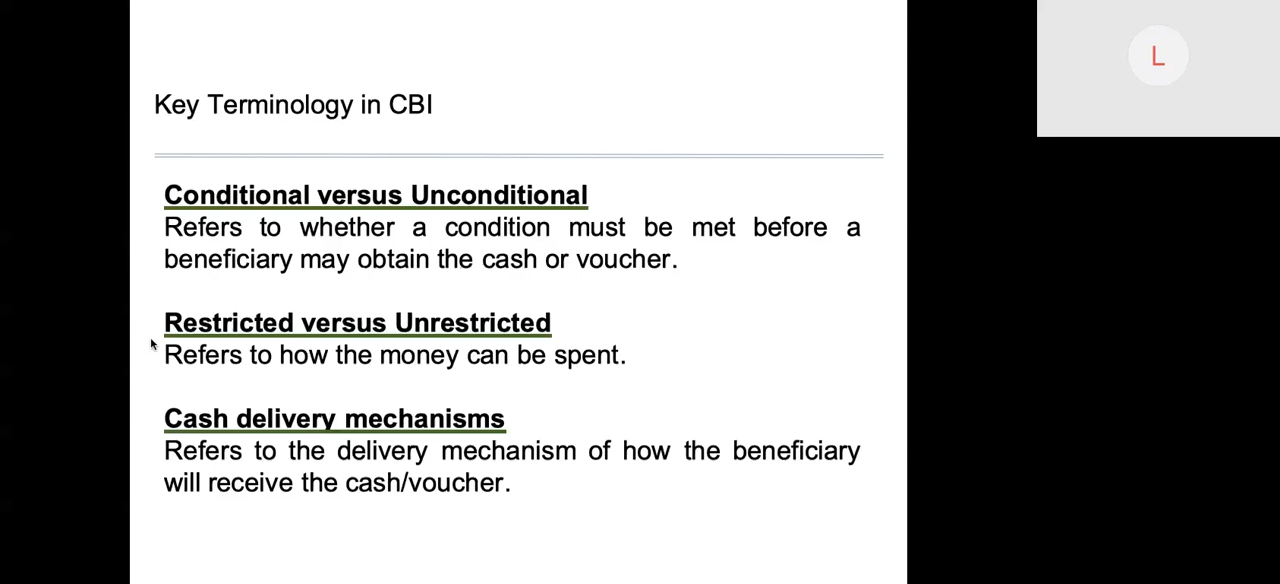 Key Terminology in CBI
L
Conditional versus Unconditional
Refers to whether a condition must be met before a
beneficiary may obtain the cash or voucher.
Restricted versus Unrestricted
Refers to how the money can be spent.
Cash delivery mechanisms
Refers to the delivery mechanism of how the beneficiary
will receive the cash/voucher.